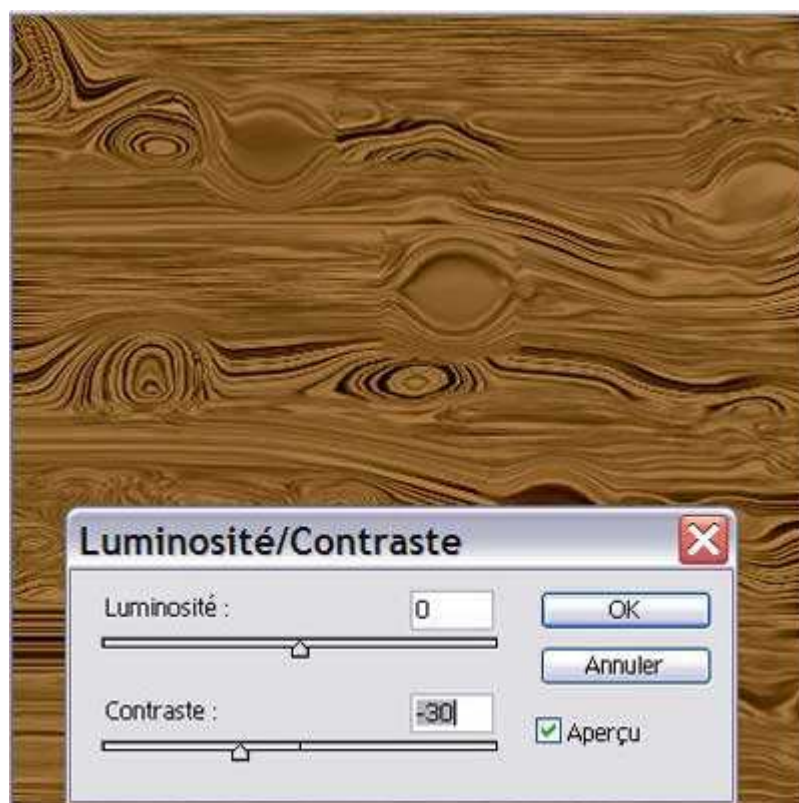 Luminosité/Contraste
Luminosité : 0
OK
Annuler
Contraste : -30
Aperçu